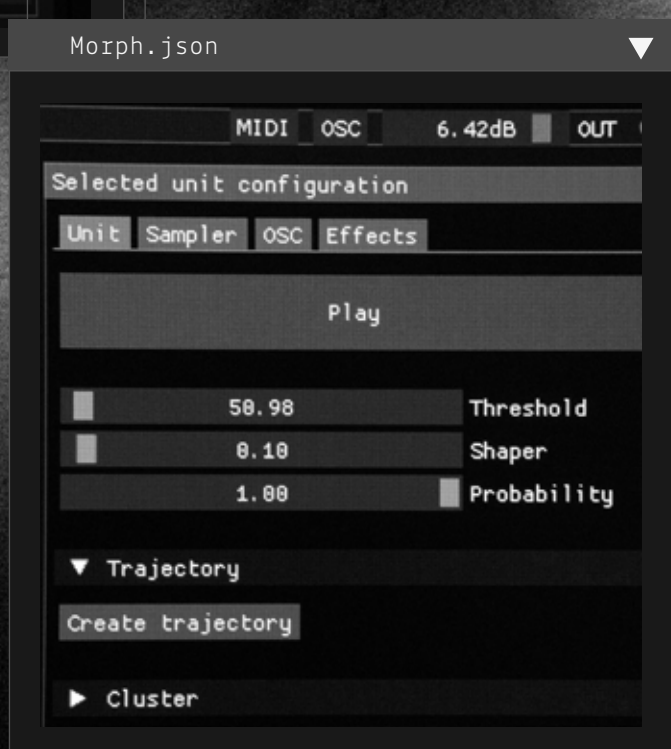 Morph.json
MIDI OSC 6.42dB OUT
Selected unit configuration
Unit Sampler OSC Effects
Play
50.98 Threshold
0.10 Shaper
1.00 Probability
Trajectory
Create trajectory
Cluster